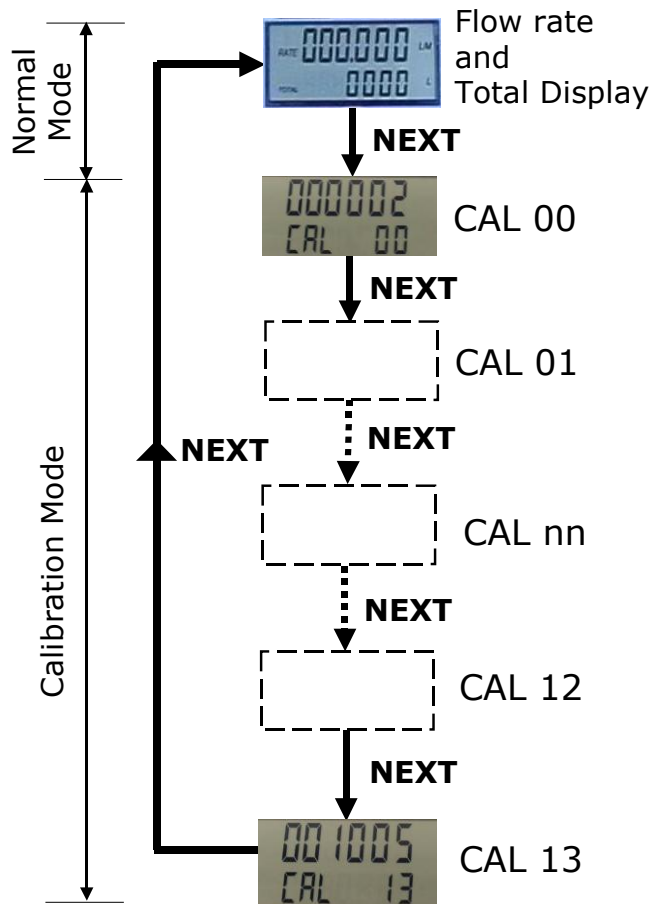 RATE 000.000 L/M
TOTAL 0000 L
Flow rate
and
Total Display
Normal
Mode
NEXT
000002
CAL 00
CAL 00
NEXT
CAL 01
NEXT
NEXT
CAL nn
Calibration Mode
NEXT
CAL 12
NEXT
001005
CAL 13
CAL 13